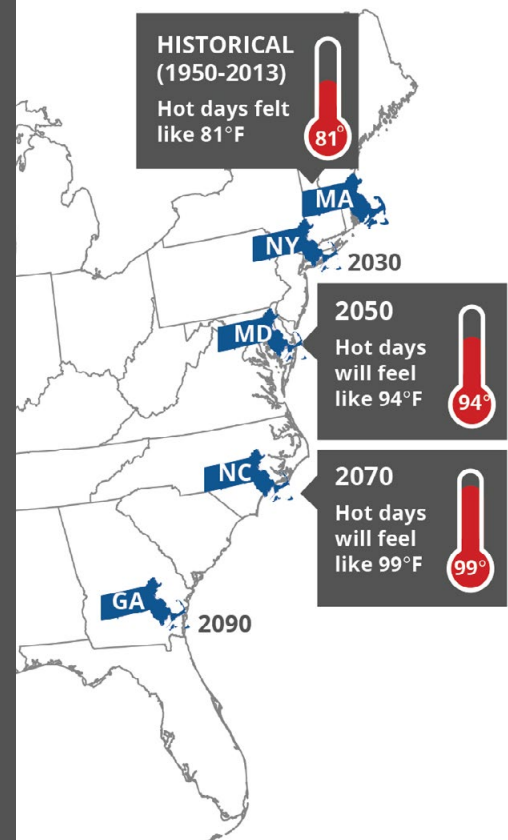 HISTORICAL
(1950-2013)
Hot days felt
like 81°F
81°
MA
NY
2030
MD
2050
Hot days
will feel
like 94°F
94°
NC
2070
Hot days
will feel
like 99°F
99°
GA
2090